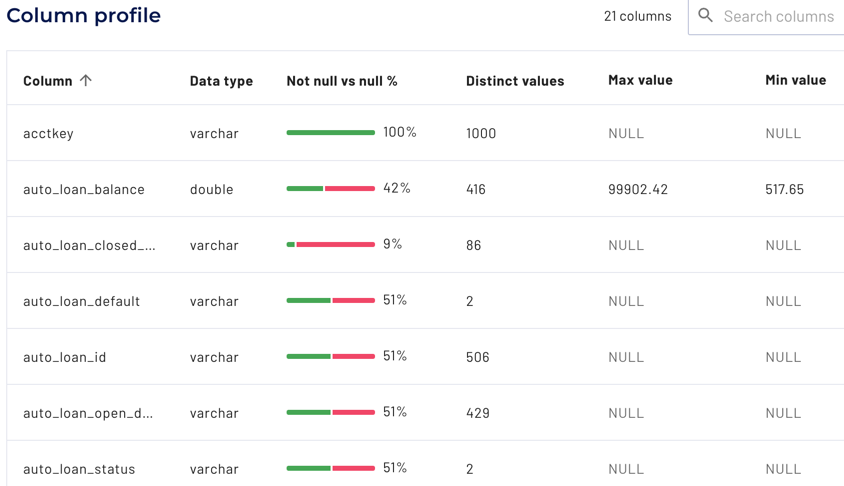 Column profile
21 columns
Search columns
Column Data type Not null vs null % Distinct values Max value Min value
acctkey varchar 100% 1000 NULL NULL
auto_loan_balance double 42% 416 99902.42 517.65
auto_loan_closed_... varchar 9% 86 NULL NULL
auto_loan_default varchar 51% 2 NULL NULL
auto_loan_id varchar 51% 506 NULL NULL
auto_loan_open_d... varchar 51% 429 NULL NULL
auto_loan_status varchar 51% 2 NULL NULL